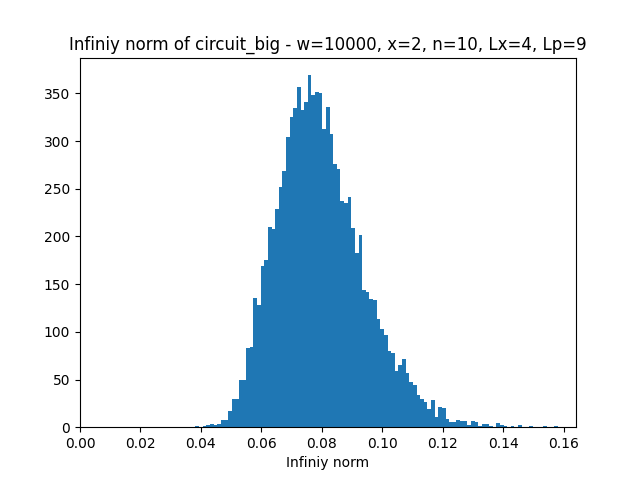 Infiniy norm of circuit_big - w=10000, x=2, n=10, Lx=4, Lp=9
350
300
250
200
150
100
50
0
0.00 0.02 0.04 0.06 0.08 0.10 0.12 0.14 0.16
Infiniy norm